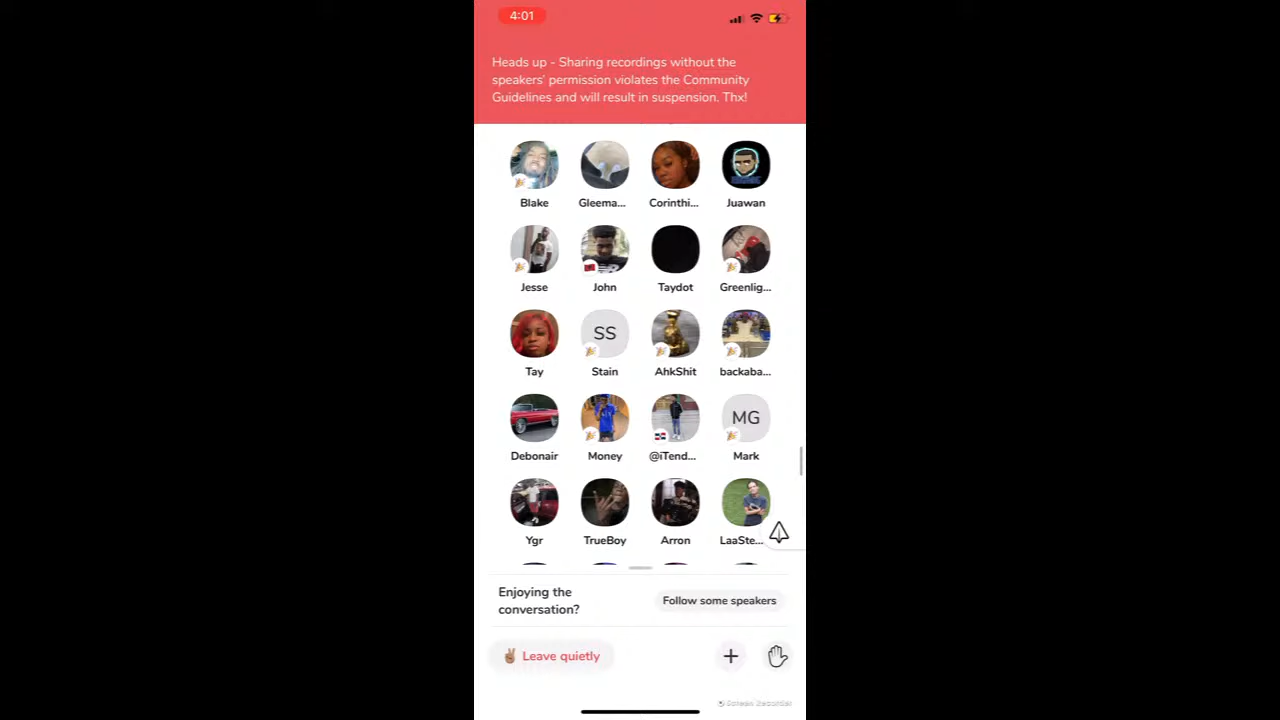 4:01
Heads up - Sharing recordings without the
speakers' permission violates the Community
Guidelines and will result in suspension. Thx!
Blake Gleema... Corinthi... Juawan
Jesse John Taydot Greenlig...
SS
Tay Stain AhkShit backaba...
MG
Debonair Money @iTend... Mark
Ygr TrueBoy Arron LaaSte...
Enjoying the
conversation?
Follow some speakers
Leave quietly
Screen Recorder